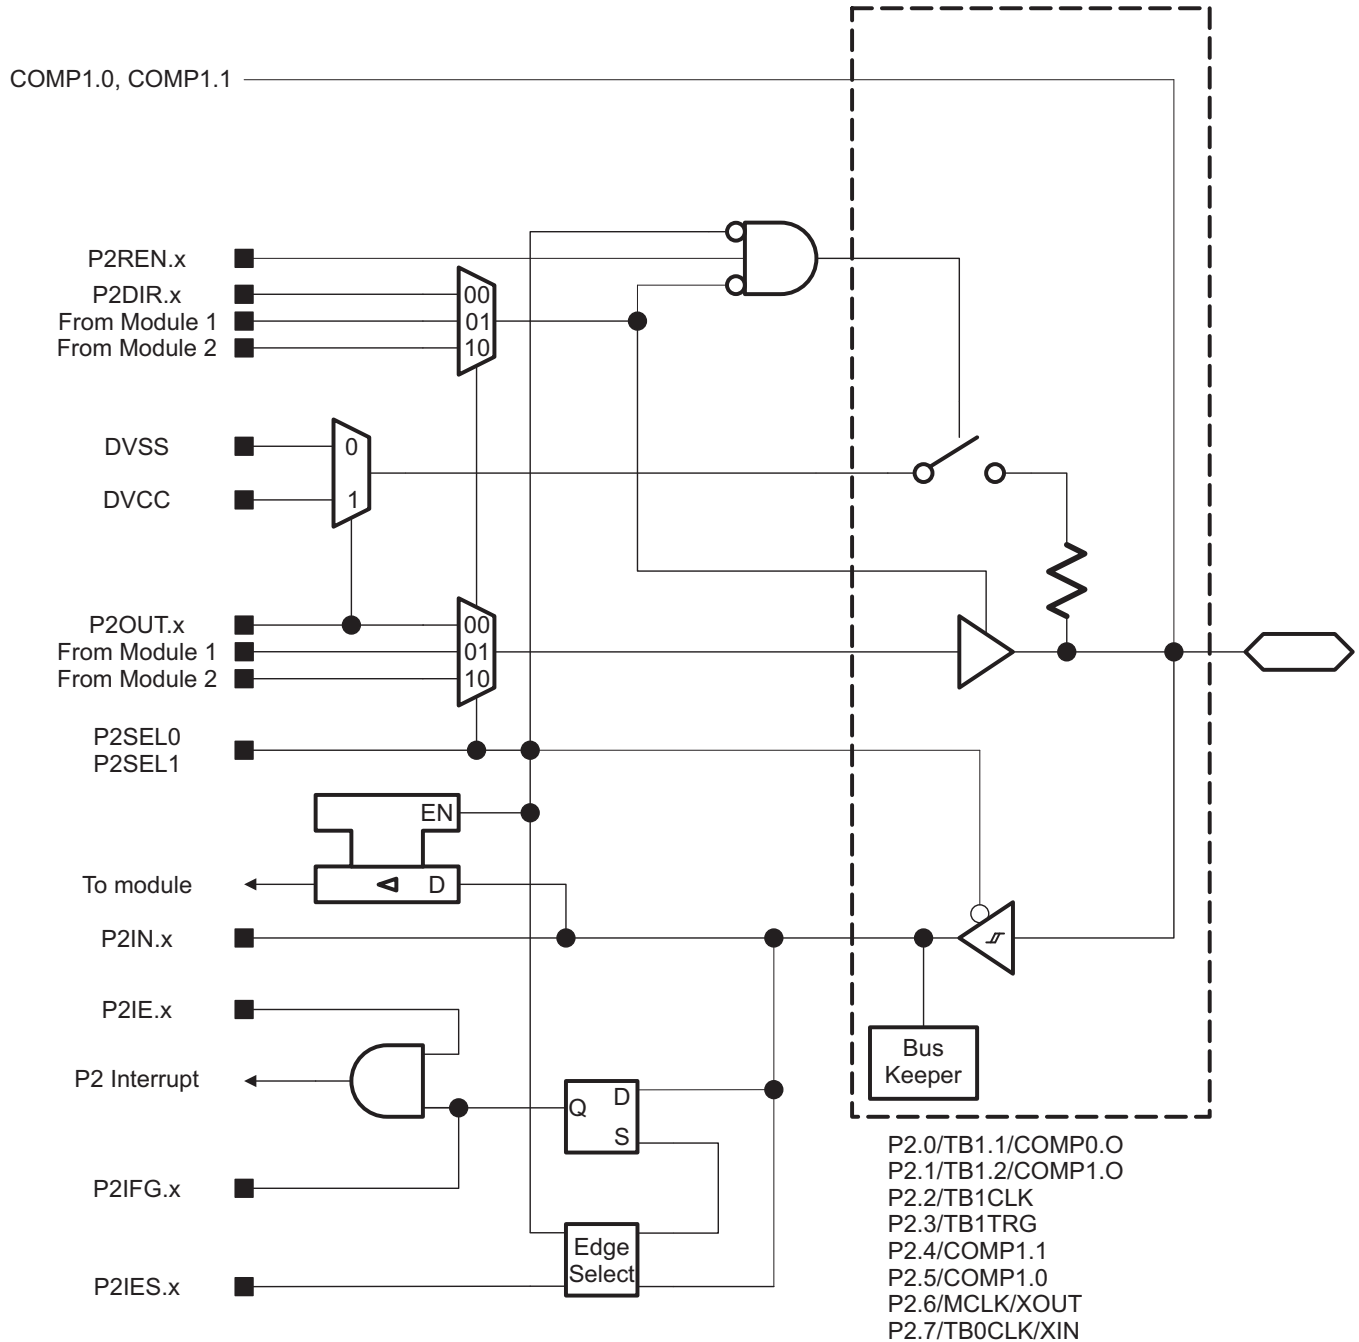 COMP1.0, COMP1.1
P2REN.x
P2DIR.x
00
From Module 1
01
From Module 2
10
DVSS
0
DVCC
1
P2OUT.x
00
From Module 1
01
From Module 2
10
P2SEL0
P2SEL1
EN
To module
D
P2IN.x
P2IE.x
Bus
Keeper
P2 Interrupt
Q
D
S
P2IFG.x
Edge
Select
P2IES.x
P2.0/TB1.1/COMP0.O
P2.1/TB1.2/COMP1.O
P2.2/TB1CLK
P2.3/TB1TRG
P2.4/COMP1.1
P2.5/COMP1.0
P2.6/MCLK/XOUT
P2.7/TB0CLK/XIN